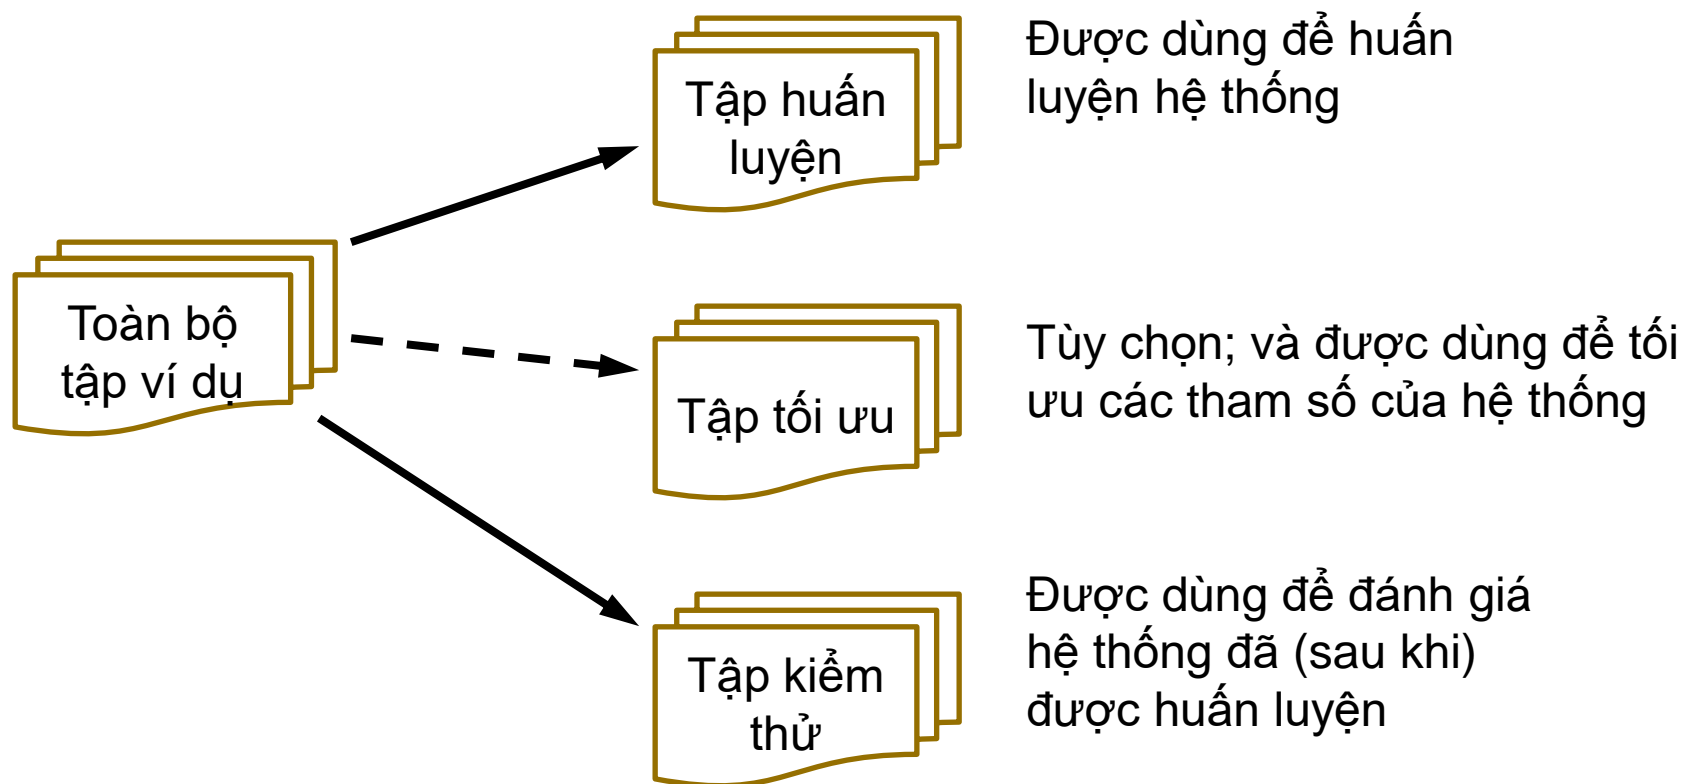 Toàn bộ
tập ví dụ
Tập huấn
luyện
Được dùng để huấn
luyện hệ thống
Tập tối ưu
Tùy chọn; và được dùng để tối
ưu các tham số của hệ thống
Tập kiểm
thử
Được dùng để đánh giá
hệ thống đã (sau khi)
được huấn luyện